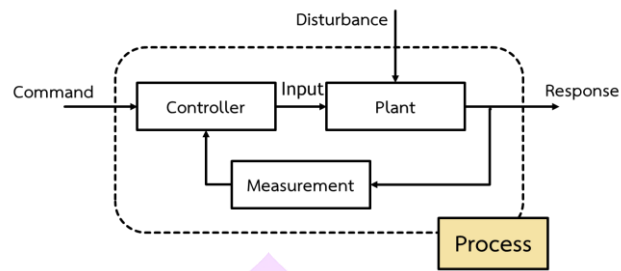 Disturbance
Command
Controller
Input
Plant
Response
Measurement
Process